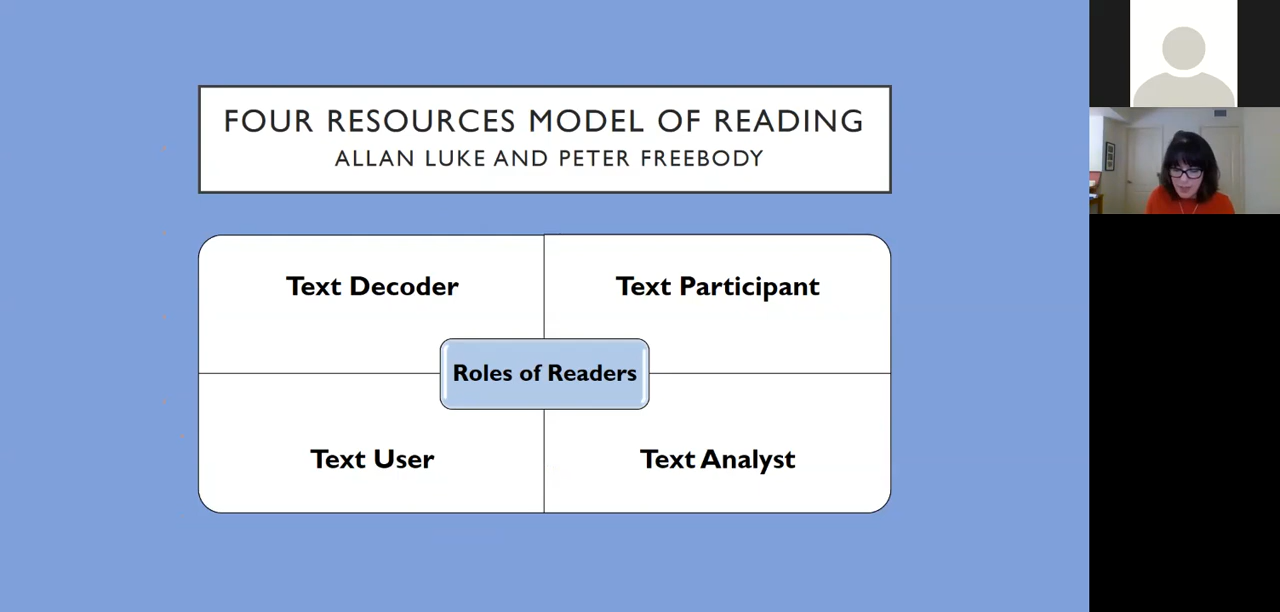 FOUR RESOURCES MODEL OF READING
ALLAN LUKE AND PETER FREEBODY
Text Decoder
Text Participant
Roles of Readers
Text User
Text Analyst